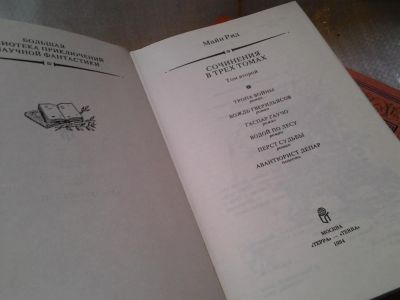 БОЛЬШАЯ
БИБЛИОТЕКА ПРИКЛЮЧЕНИЙ
НАУЧНОЙ ФАНТАСТИКИ
Майн Рид
СОЧИНЕНИЯ
В ТРЕХ ТОМАХ
Том второй
ТРОПА ВОЙНЫ
роман
ВОЖДЬ ГВЕРИЛЬЯСОВ
роман
ГАСПАР ГАУЧО
роман
ВОДОЙ ПО ЛЕСУ
роман
ПЕРСТ СУДЬБЫ
роман
АВАНТЮРИСТ ДЕПАР
повесть
МОСКВА
«ТЕРРА» — «TERRA»
1994